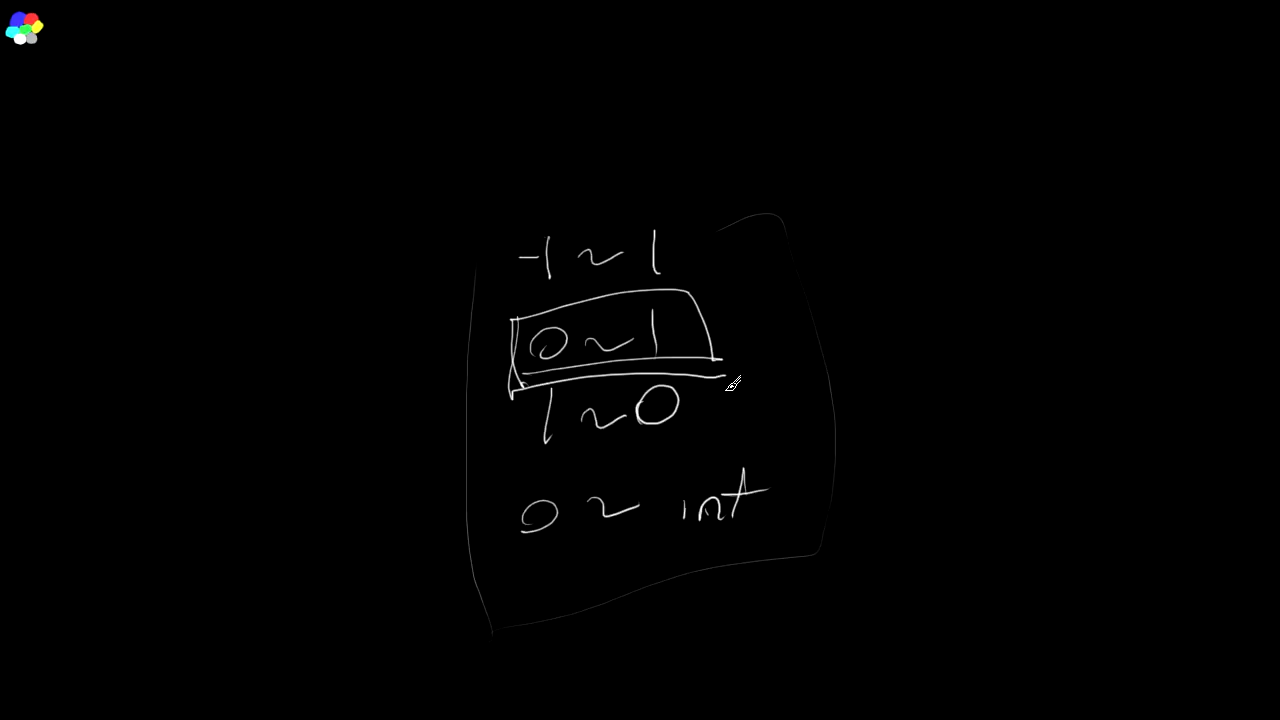 -1 ~ 1
0 ~ 1
1 ~ 0
0 ~ int